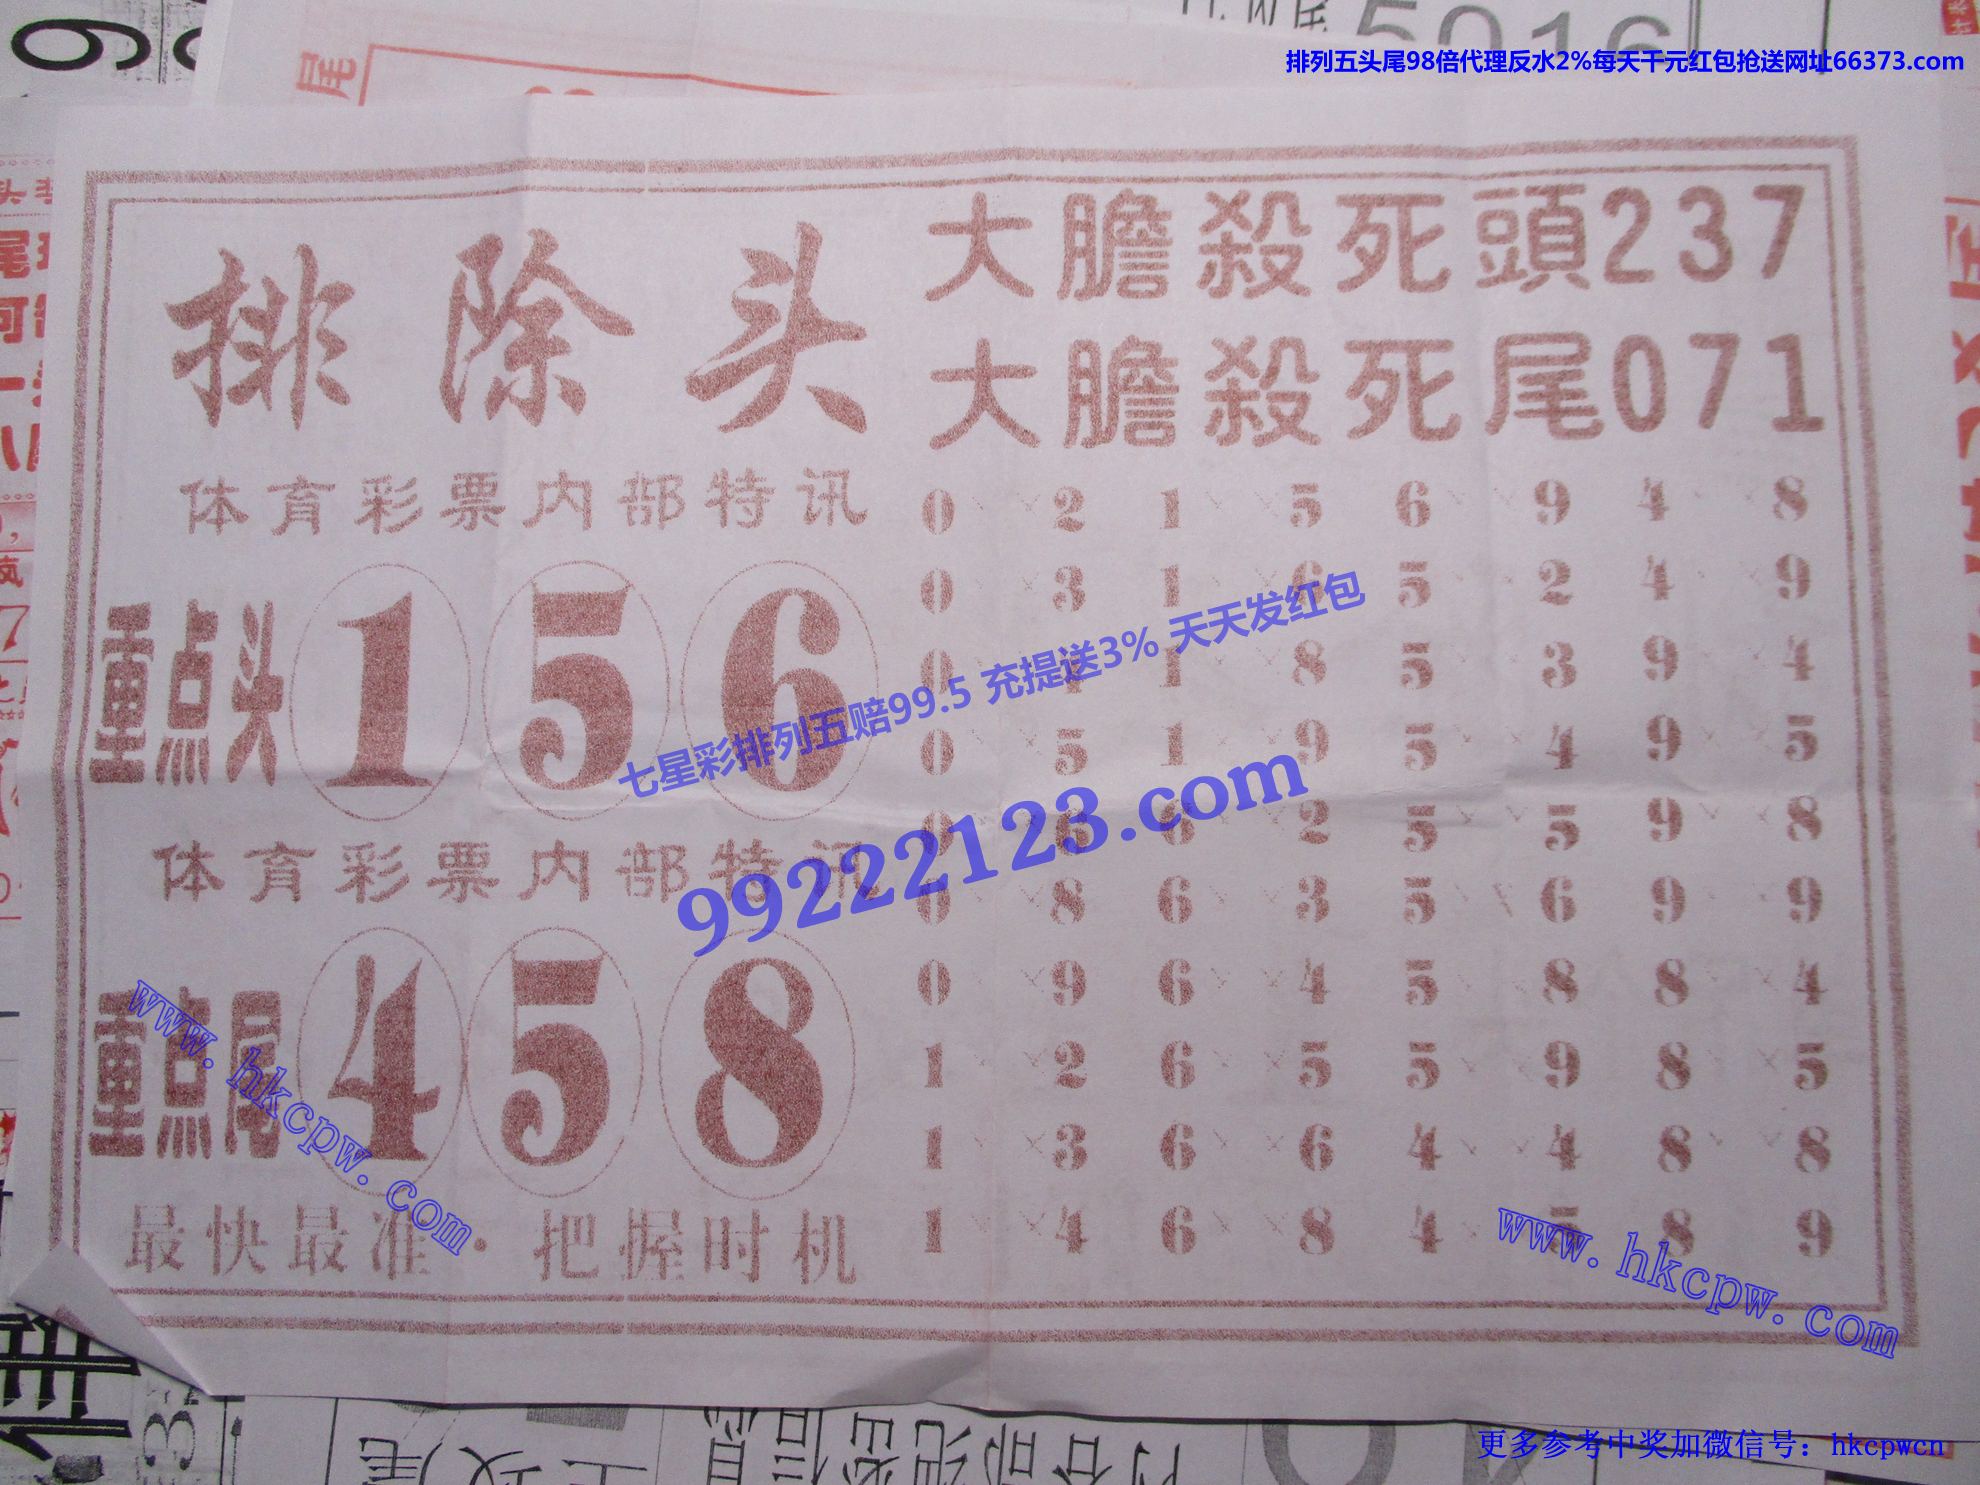 排列五头尾98倍代理反水2%每天千元红包抢送网址66373.com
排除头
大膽殺死頭237
大膽殺死尾071
体育彩票内部特讯
重点头 1 5 6
体育彩票内部特讯
重点尾 4 5 8
最快最准·把握时机
0××2 1××5 6××9 4××8
0××3 1××6 5××2 4××9
0××4 1××8 5××3 9××4
0××5 1××9 5××4 9××5
0××6 6××2 5××5 9××8
0××8 6××3 5××6 9××9
0××9 6××4 5××8 8××4
1××2 6××5 5××9 8××5
1××3 6××6 4××4 8××8
1××4 6××8 4××5 8××9
七星彩排列五赔99.5 充提送3% 天天发红包
99222123.com
www.hkcpw.com
www.hkcpw.com
更多参考中奖加微信号：hkcpwcn